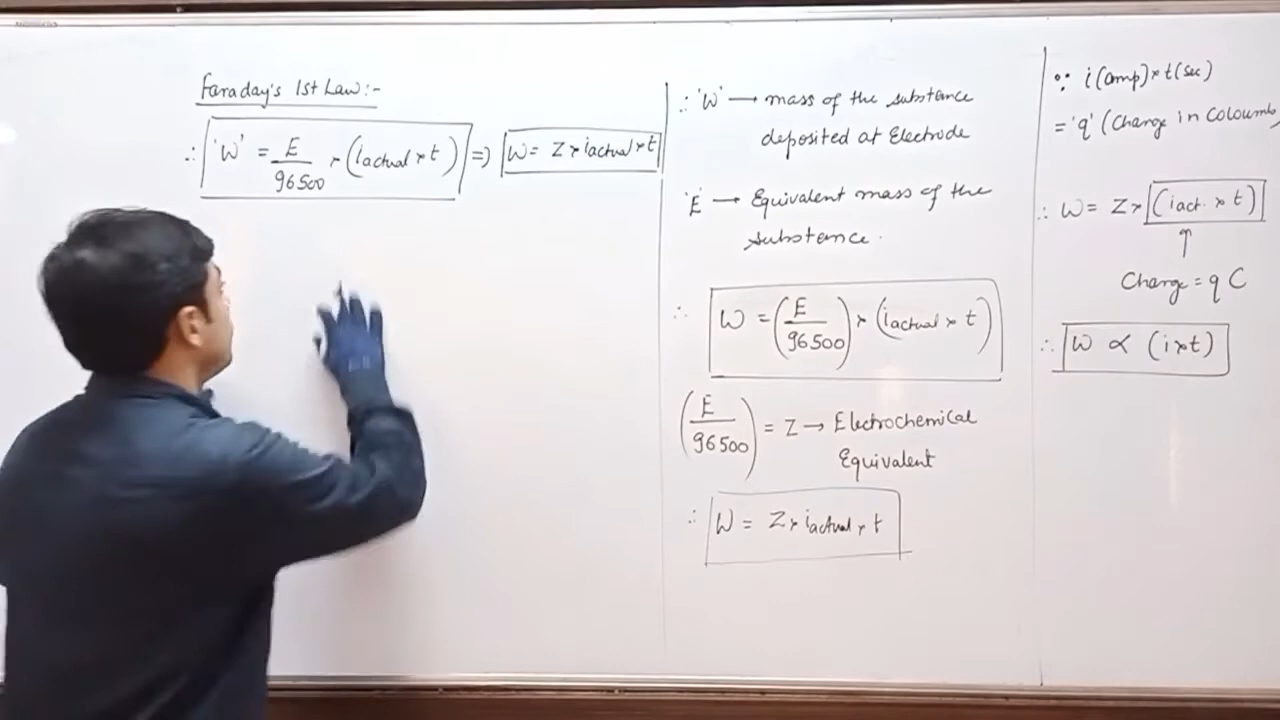 Faraday's 1st Law:-
∴ 'W' = E/96500 × (iactual × t) ⇒ W = Z × iactual × t
∴ 'W' → mass of the substance
deposited at Electrode
'E' → Equivalent mass of the
substance.
∴ W = (E/96500) × (iactual × t)
(E/96500) = Z → Electrochemical
Equivalent
∴ W = Z × iactual × t
∵ i(amp) × t(sec)
= 'q' (Charge in Coloumb
∴ W = Z × (iact. × t)
↑
Charge = q C
∴ W ∝ (i × t)